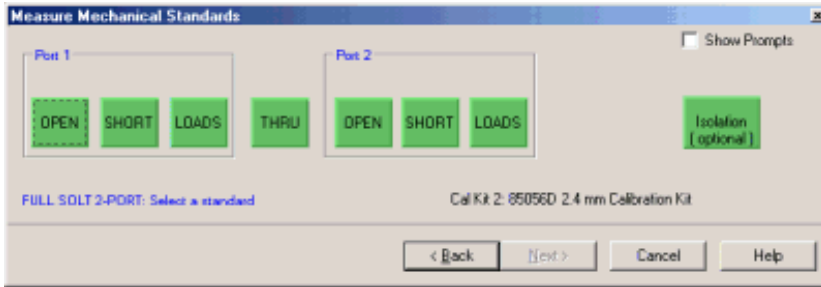 Measure Mechanical Standards
Show Prompts
Port 1
Port 2
OPEN SHORT LOADS THRU OPEN SHORT LOADS
Isolation
( optional )
FULL SOLT 2-PORT: Select a standard
Cal Kit 2: 85056D 2.4 mm Calibration Kit
< Back Next > Cancel Help